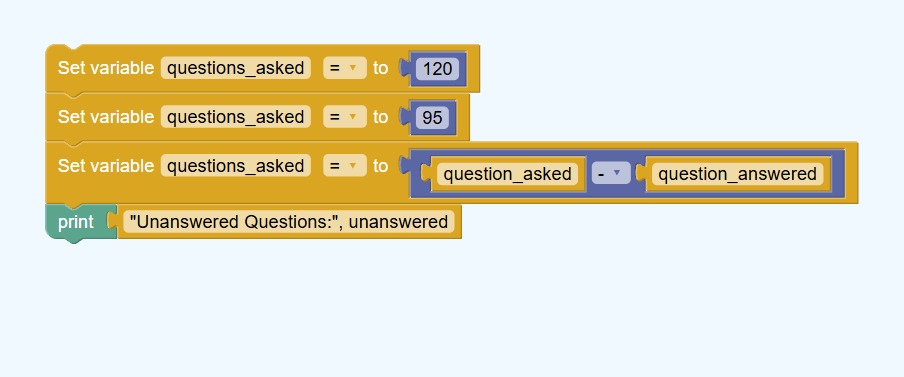 Set variable questions_asked = to 120
Set variable questions_asked = to 95
Set variable questions_asked = to question_asked - question_answered
print "Unanswered Questions:", unanswered